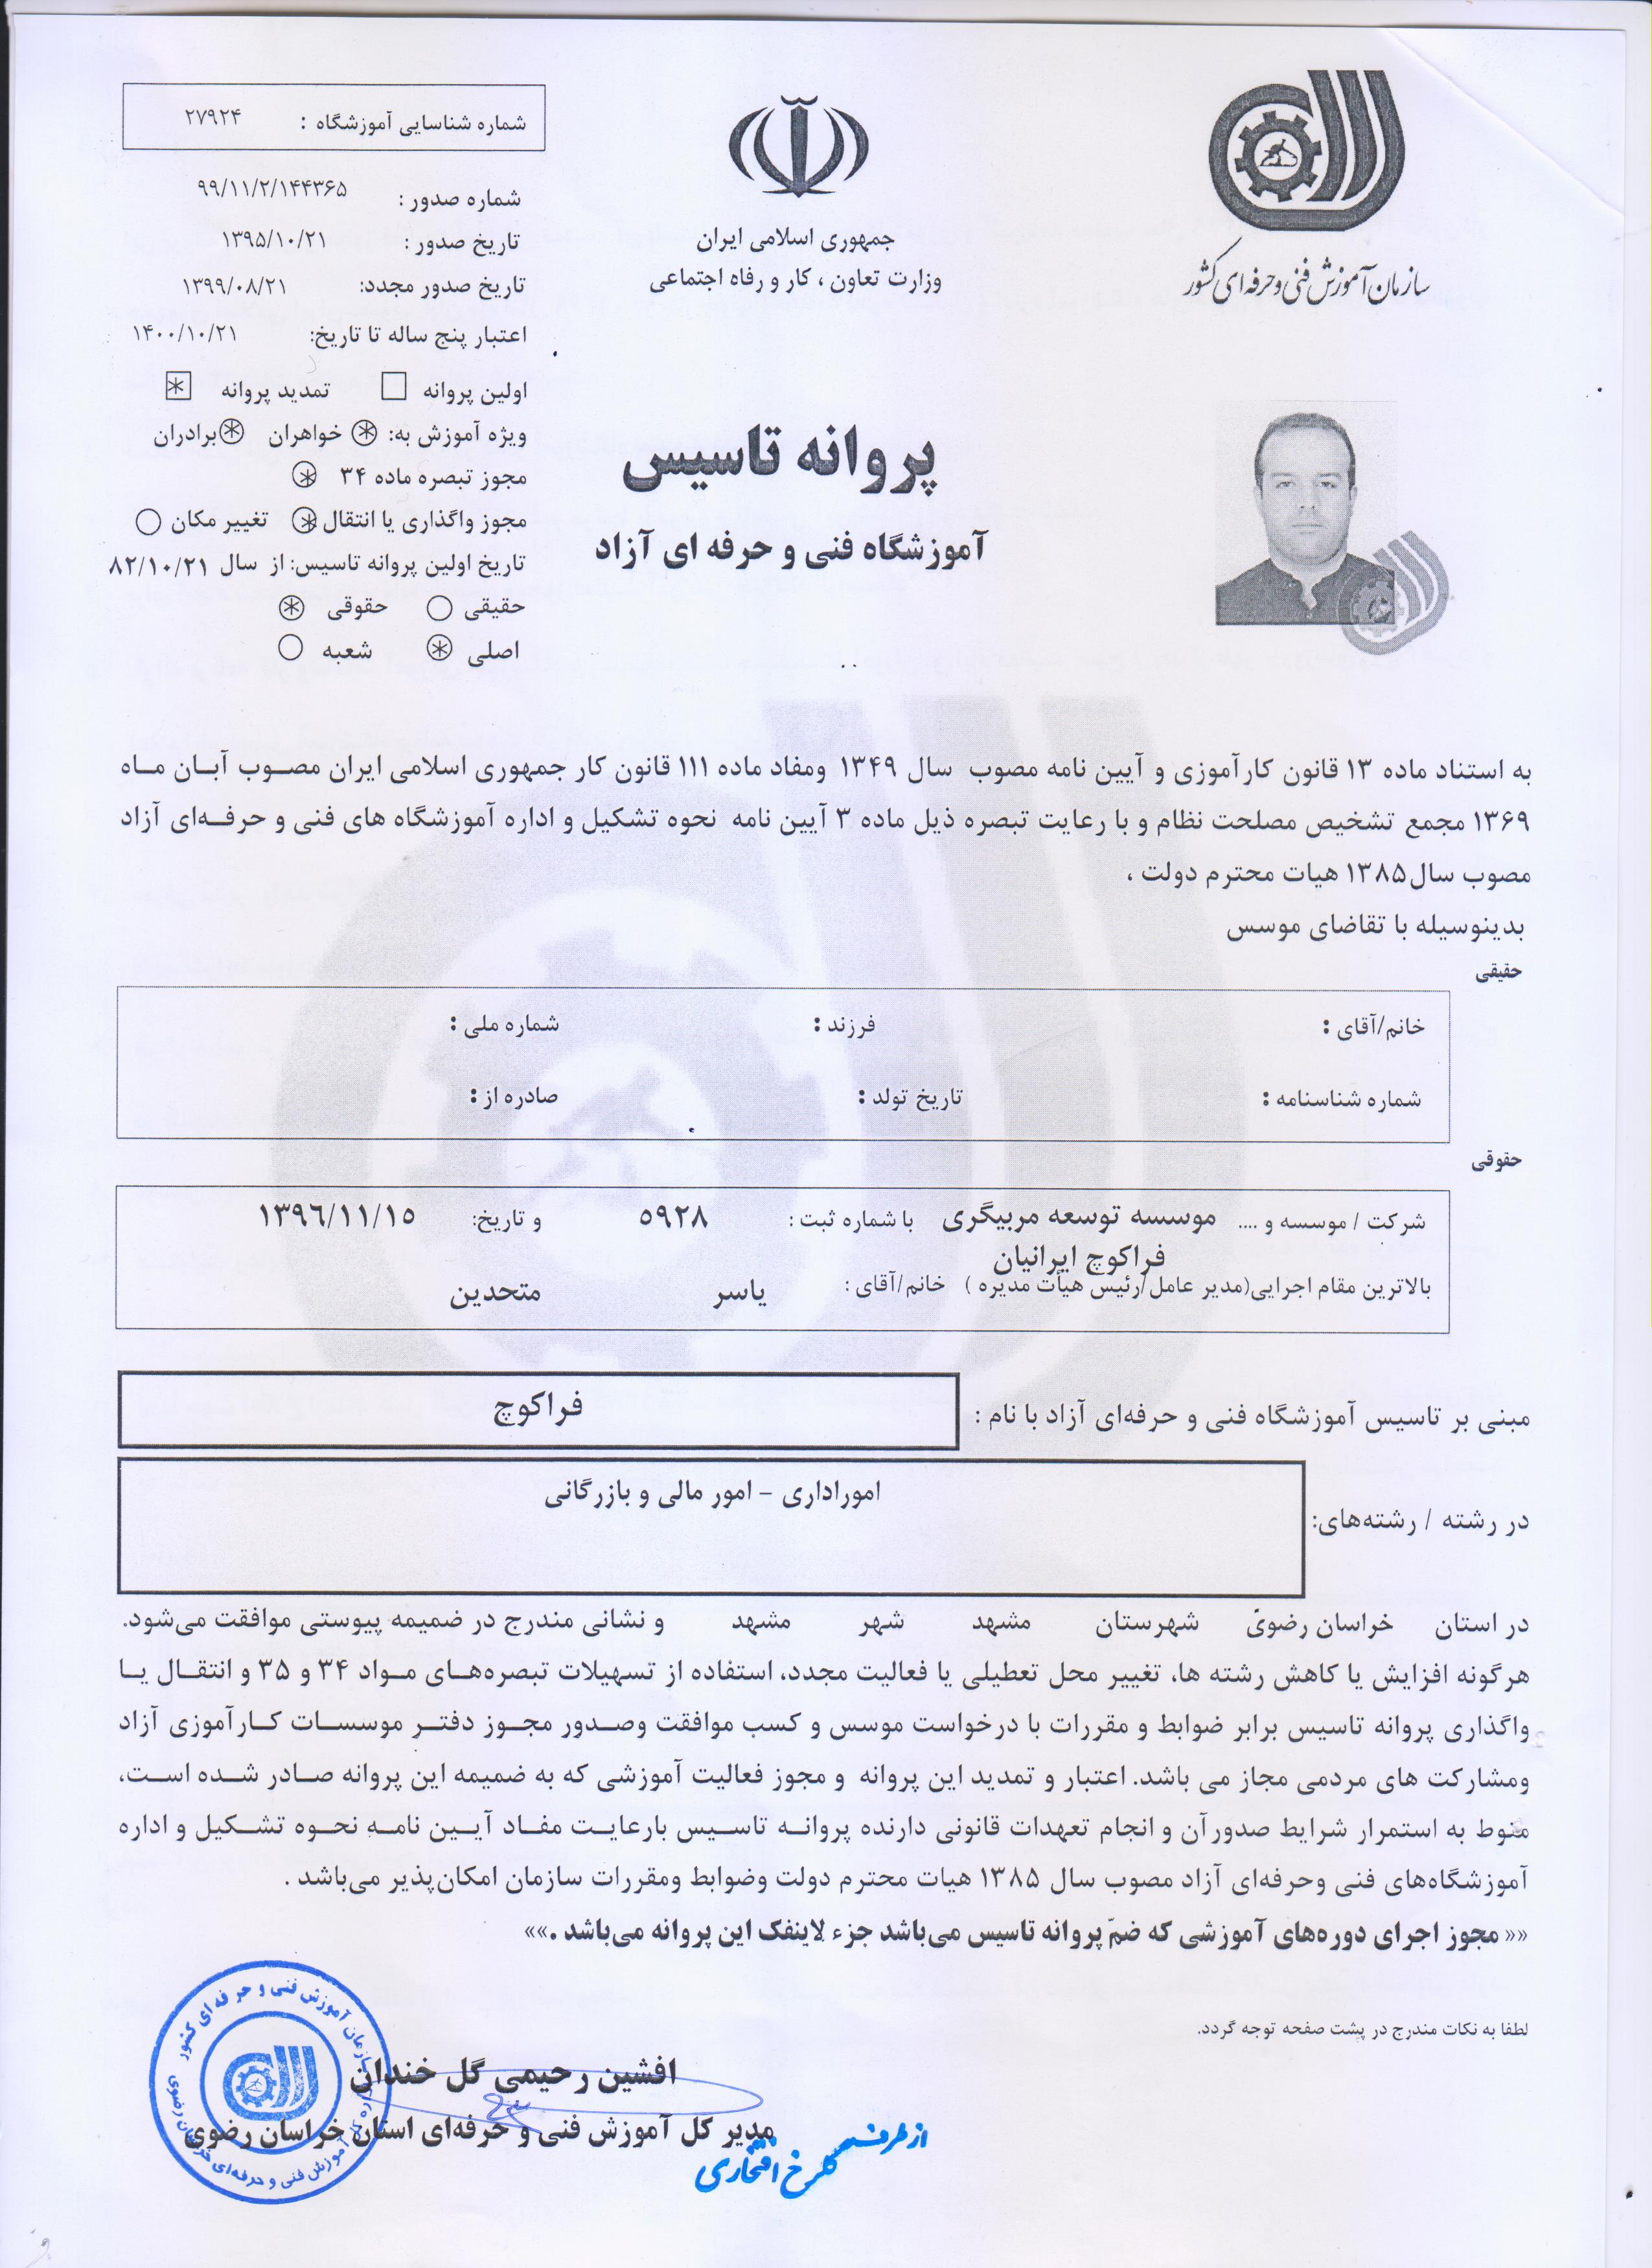 سازمان آموزش فنی و حرفه ای کشور
جمهوری اسلامی ایران
وزارت تعاون ، کار و رفاه اجتماعی
شماره شناسایی آموزشگاه : ۲۷۹۲۴
شماره صدور : ۹۹/۱۱/۲/۱۴۴۳۶۵
تاریخ صدور : ۱۳۹۵/۱۰/۲۱
تاریخ صدور مجدد: ۱۳۹۹/۰۸/۲۱
اعتبار پنج ساله تا تاریخ: ۱۴۰۰/۱۰/۲۱
اولین پروانه تمدید پروانه *
ویژه آموزش به: * خواهران * برادران
مجوز تبصره ماده ۳۴ *
مجوز واگذاری یا انتقال * تغییر مکان
تاریخ اولین پروانه تاسیس: از سال ۸۲/۱۰/۲۱
حقیقی حقوقی *
اصلی * شعبه
پروانه تاسیس
آموزشگاه فنی و حرفه ای آزاد
به استناد ماده ۱۳ قانون کارآموزی و آیین نامه مصوب سال ۱۳۴۹ ومفاد ماده ۱۱۱ قانون کار جمهوری اسلامی ایران مصوب آبان ماه
۱۳۶۹ مجمع تشخیص مصلحت نظام و با رعایت تبصره ذیل ماده ۳ آیین نامه نحوه تشکیل و اداره آموزشگاه های فنی و حرفه‌ای آزاد
مصوب سال۱۳۸۵ هیات محترم دولت ،
بدینوسیله با تقاضای موسس
حقیقی
خانم/آقای : فرزند : شماره ملی :
شماره شناسنامه : تاریخ تولد : صادره از :
حقوقی
شرکت / موسسه و .... موسسه توسعه مربیگری با شماره ثبت : ۵۹۲۸ و تاریخ: ۱۳۹۶/۱۱/۱۵
فراکوچ ایرانیان
بالاترین مقام اجرایی(مدیر عامل/رئیس هیأت مدیره ) خانم/آقای : یاسر متحدین
مبنی بر تاسیس آموزشگاه فنی و حرفه‌ای آزاد با نام : فراکوچ
در رشته / رشته‌های: اموراداری - امور مالی و بازرگانی
در استان خراسان رضوی شهرستان مشهد شهر مشهد و نشانی مندرج در ضمیمه پیوستی موافقت می‌شود.
هرگونه افزایش یا کاهش رشته ها، تغییر محل تعطیلی یا فعالیت مجدد، استفاده از تسهیلات تبصره‌های مواد ۳۴ و ۳۵ و انتقال یا
واگذاری پروانه تاسیس برابر ضوابط و مقررات با درخواست موسس و کسب موافقت وصدور مجوز دفتر موسسات کارآموزی آزاد
ومشارکت های مردمی مجاز می باشد. اعتبار و تمدید این پروانه و مجوز فعالیت آموزشی که به ضمیمه این پروانه صادر شده است،
منوط به استمرار شرایط صدورآن و انجام تعهدات قانونی دارنده پروانه تاسیس بارعایت مفاد آیین نامه نحوه تشکیل و اداره
آموزشگاه‌های فنی وحرفه‌ای آزاد مصوب سال ۱۳۸۵ هیات محترم دولت وضوابط ومقررات سازمان امکان‌پذیر می‌باشد .
«« مجوز اجرای دوره‌های آموزشی که ضمّ پروانه تاسیس می‌باشد جزء لاینفک این پروانه می‌باشد .»»
لطفا به نکات مندرج در پشت صفحه توجه گردد.
افشین رحیمی گل خندان
مدیر کل آموزش فنی و حرفه‌ای استان خراسان رضوی
از طرف
گلرخ افتخاری
سازمان آموزش فنی و حرفه ای کشور
اداره کل آموزش فنی و حرفه‌ای خراسان رضوی